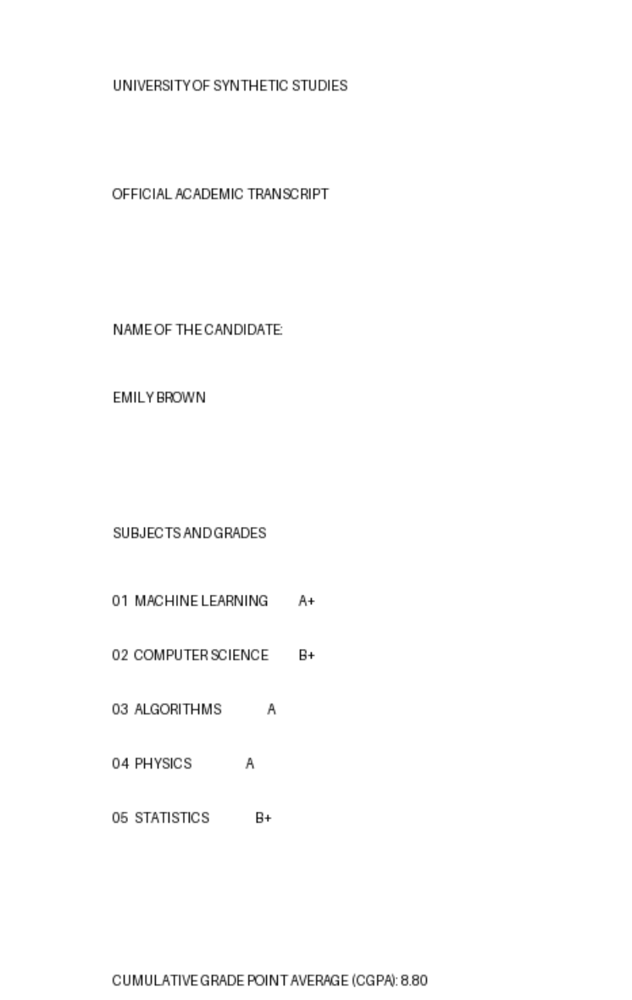 UNIVERSITY OF SYNTHETIC STUDIES
OFFICIAL ACADEMIC TRANSCRIPT
NAME OF THE CANDIDATE:
EMILY BROWN
SUBJECTS AND GRADES
01 MACHINE LEARNING A+
02 COMPUTER SCIENCE B+
03 ALGORITHMS A
04 PHYSICS A
05 STATISTICS B+
CUMULATIVE GRADE POINT AVERAGE (CGPA): 8.80